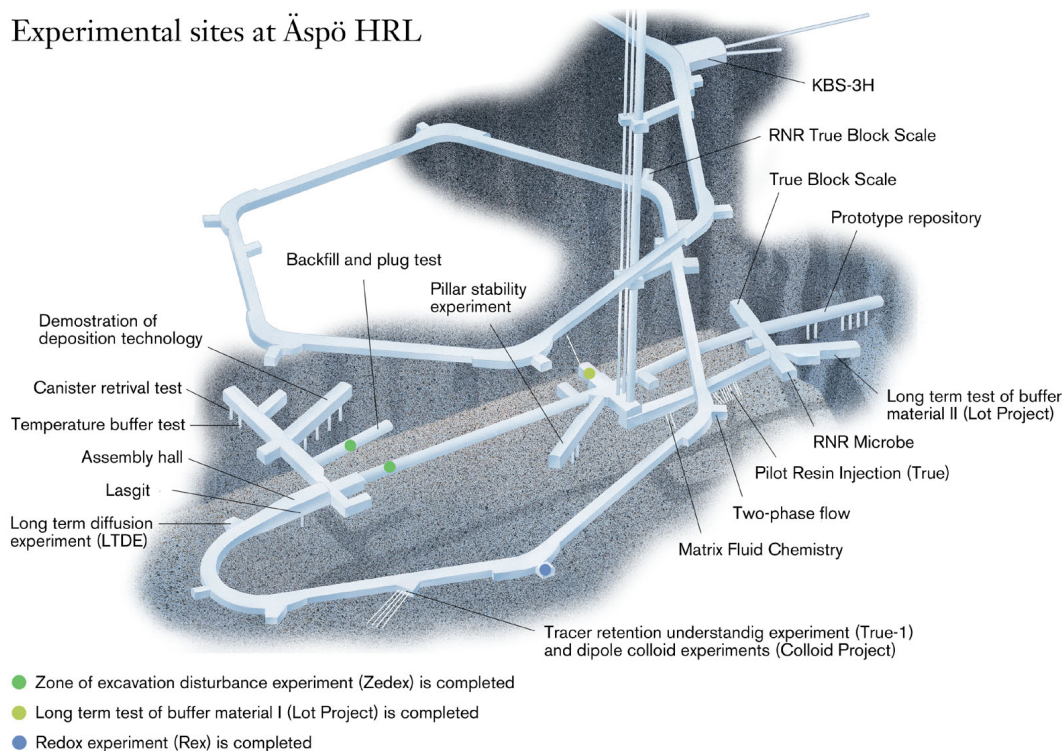 Experimental sites at Äspö HRL
KBS-3H
RNR True Block Scale
True Block Scale
Prototype repository
Backfill and plug test
Pillar stability
experiment
Demostration of
deposition technology
Canister retrival test
Temperature buffer test
Assembly hall
Lasgit
Long term diffusion
experiment (LTDE)
Long term test of buffer
material II (Lot Project)
RNR Microbe
Pilot Resin Injection (True)
Two-phase flow
Matrix Fluid Chemistry
Tracer retention understandig experiment (True-1)
and dipole colloid experiments (Colloid Project)
Zone of excavation disturbance experiment (Zedex) is completed
Long term test of buffer material I (Lot Project) is completed
Redox experiment (Rex) is completed